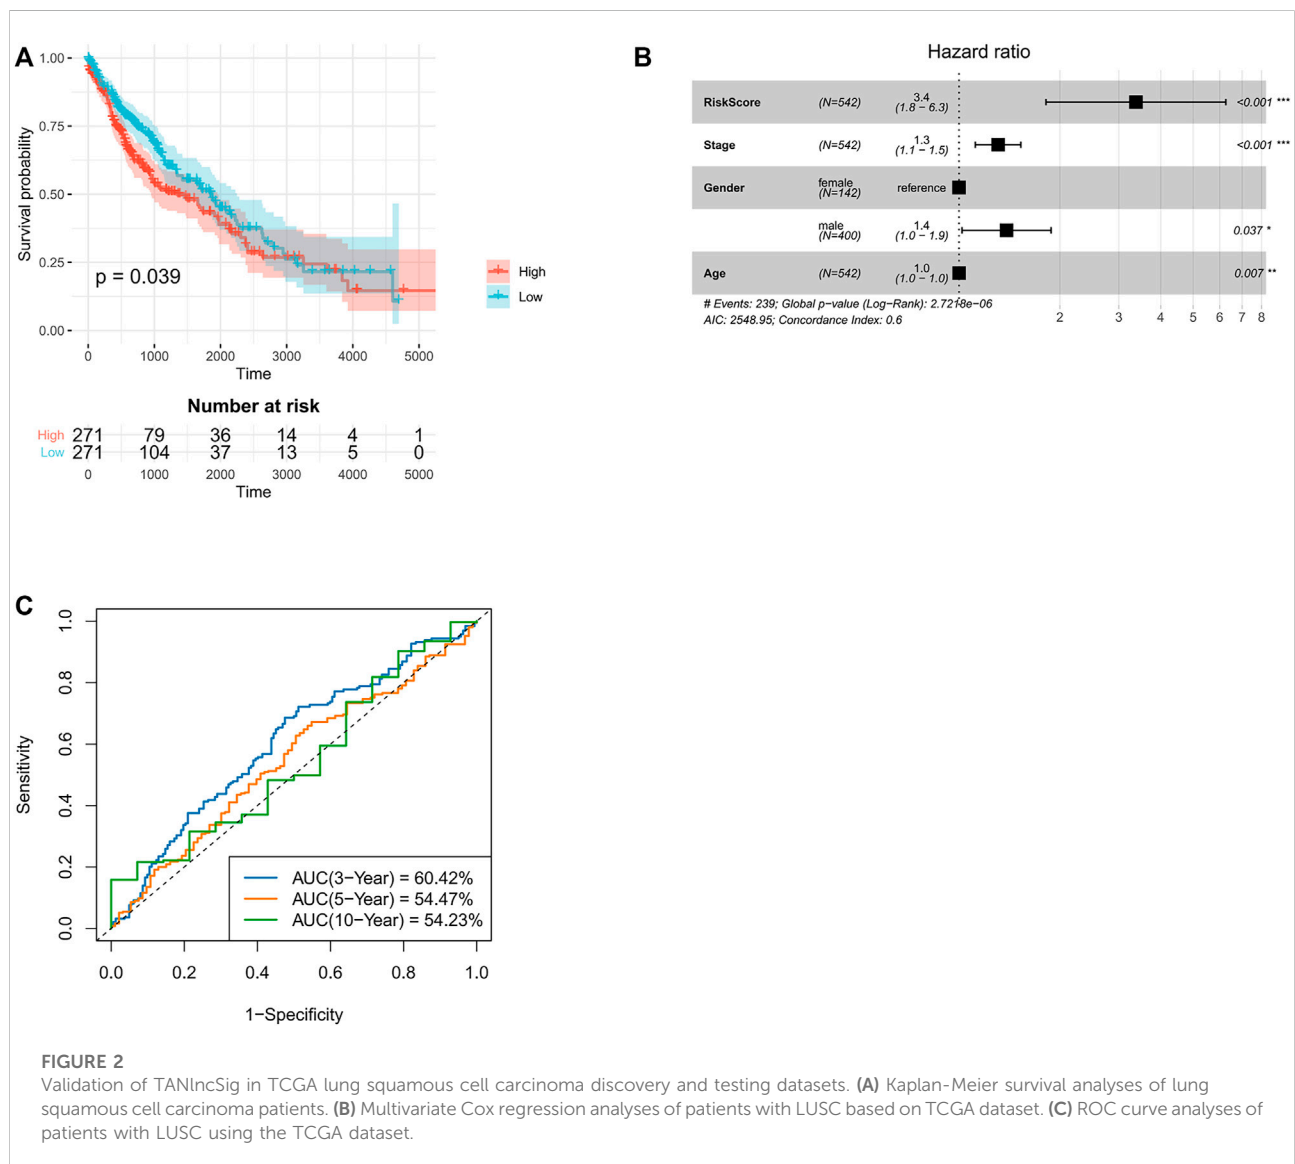 A
1.00
0.75
0.50
0.25
0.00
Survival probability
p = 0.039
0 1000 2000 3000 4000 5000
Time
High
Low
Number at risk
High 271 79 36 14 4 1
Low 271 104 37 13 5 0
0 1000 2000 3000 4000 5000
Time
B
Hazard ratio
RiskScore (N=542) 3.4 (1.8 − 6.3) <0.001 ***
Stage (N=542) 1.3 (1.1 − 1.5) <0.001 ***
Gender female (N=142) reference
male (N=400) 1.4 (1.0 − 1.9) 0.037 *
Age (N=542) 1.0 (1.0 − 1.0) 0.007 **
# Events: 239; Global p−value (Log−Rank): 2.7218e−06
AIC: 2548.95; Concordance Index: 0.6
2 3 4 5 6 7 8
C
1.0
0.8
0.6
0.4
0.2
0.0
Sensitivity
AUC(3−Year) = 60.42%
AUC(5−Year) = 54.47%
AUC(10−Year) = 54.23%
0.0 0.2 0.4 0.6 0.8 1.0
1−Specificity
FIGURE 2
Validation of TANlncSig in TCGA lung squamous cell carcinoma discovery and testing datasets. (A) Kaplan-Meier survival analyses of lung
squamous cell carcinoma patients. (B) Multivariate Cox regression analyses of patients with LUSC based on TCGA dataset. (C) ROC curve analyses of
patients with LUSC using the TCGA dataset.